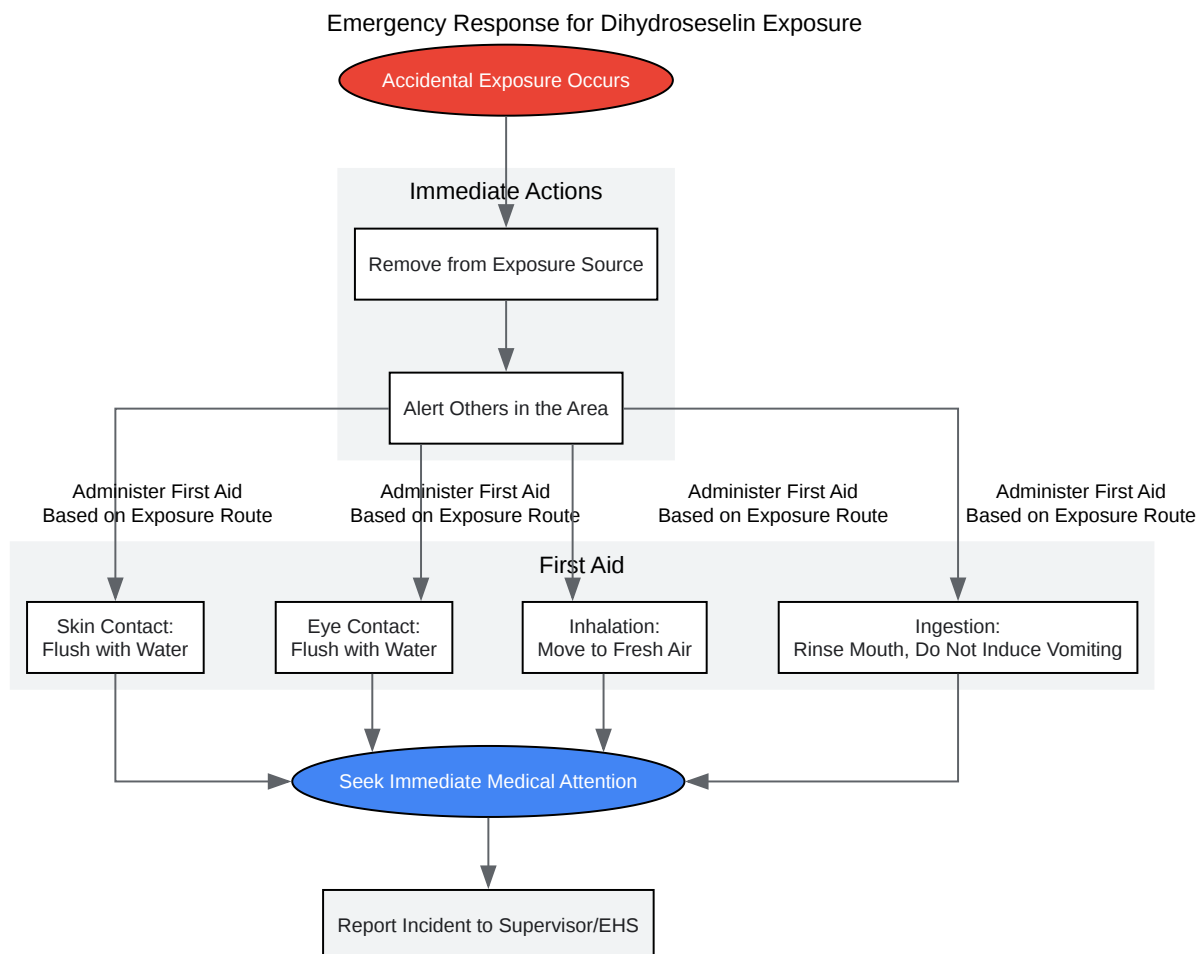 Emergency Response for Dihydroseselin Exposure
Accidental Exposure Occurs
Immediate Actions
Remove from Exposure Source
Alert Others in the Area
Administer First Aid
Based on Exposure Route
Administer First Aid
Based on Exposure Route
Administer First Aid
Based on Exposure Route
Administer First Aid
Based on Exposure Route
First Aid
Skin Contact:
Flush with Water
Eye Contact:
Flush with Water
Inhalation:
Move to Fresh Air
Ingestion:
Rinse Mouth, Do Not Induce Vomiting
Seek Immediate Medical Attention
Report Incident to Supervisor/EHS